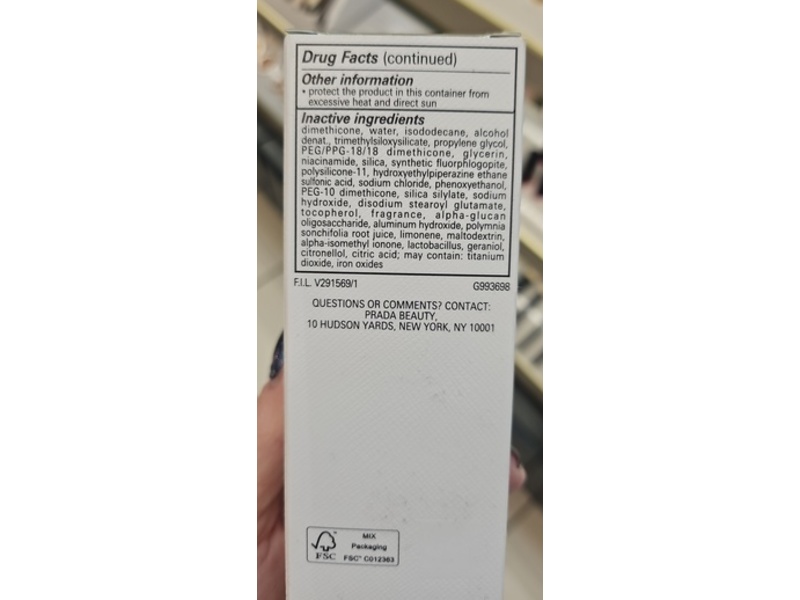 Drug Facts (continued)
Other information
• protect the product in this container from
excessive heat and direct sun
Inactive ingredients
dimethicone, water, isododecane, alcohol
denat., trimethylsiloxysilicate, propylene glycol,
PEG/PPG-18/18 dimethicone, glycerin,
niacinamide, silica, synthetic fluorphlogopite,
polysilicone-11, hydroxyethylpiperazine ethane
sulfonic acid, sodium chloride, phenoxyethanol,
PEG-10 dimethicone, silica silylate, sodium
hydroxide, disodium stearoyl glutamate,
tocopherol, fragrance, alpha-glucan
oligosaccharide, aluminum hydroxide, polymnia
sonchifolia root juice, limonene, maltodextrin,
alpha-isomethyl ionone, lactobacillus, geraniol,
citronellol, citric acid; may contain: titanium
dioxide, iron oxides
F.I.L. V291569/1 G993698
QUESTIONS OR COMMENTS? CONTACT:
PRADA BEAUTY,
10 HUDSON YARDS, NEW YORK, NY 10001
MIX
Packaging
FSC FSC® C012363